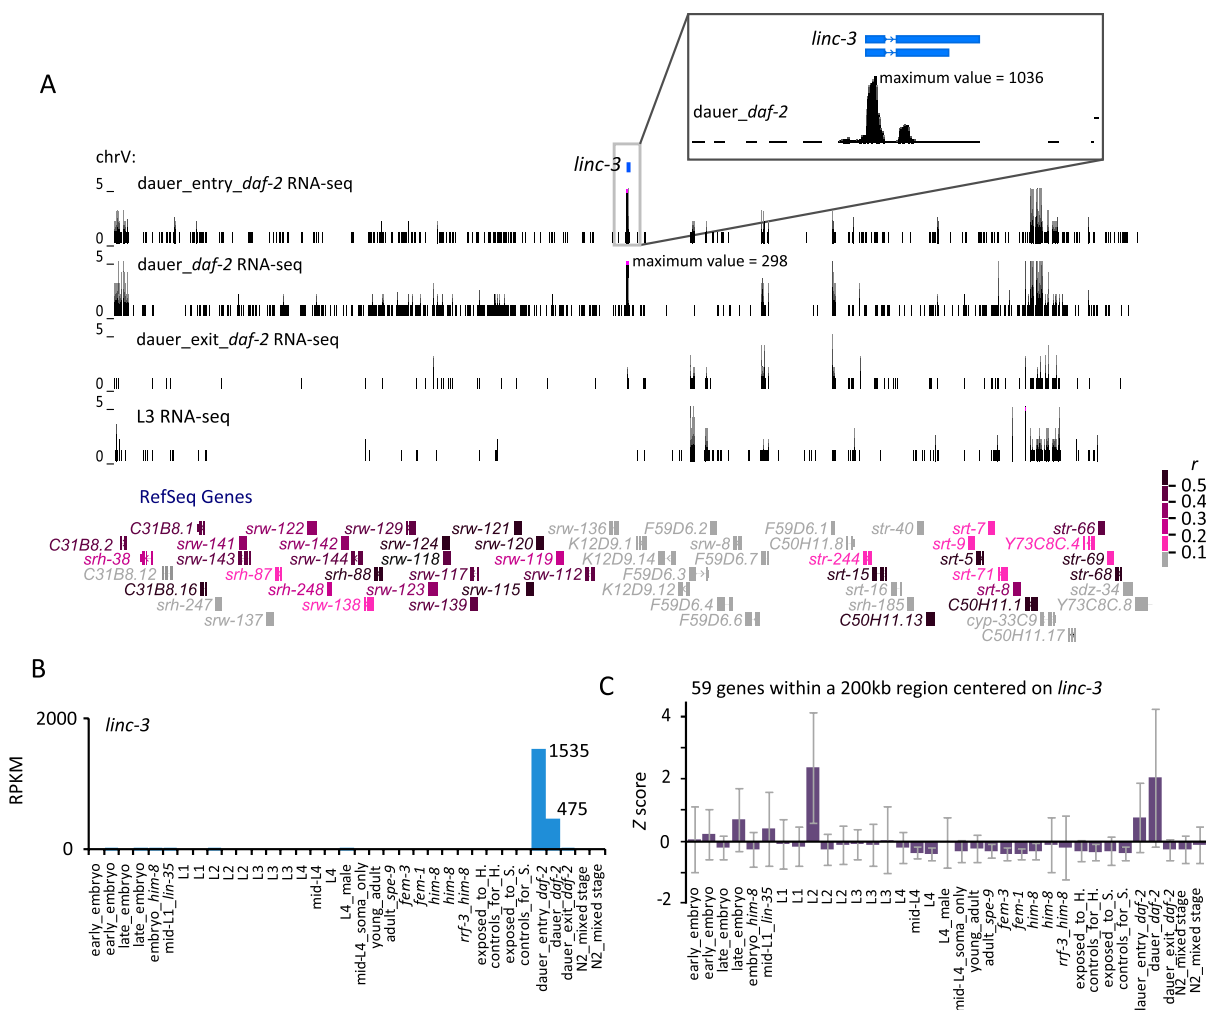 A
linc-3
maximum value = 1036
dauer_daf-2
chrV:
linc-3
5
dauer_entry_daf-2 RNA-seq
0
5
dauer_daf-2 RNA-seq
maximum value = 298
0
5
dauer_exit_daf-2 RNA-seq
0
5
L3 RNA-seq
0
RefSeq Genes
r
0.5
0.4
0.3
0.2
0.1
C31B8.1 srw-122 srw-129 srw-121 srw-136 F59D6.2 F59D6.1 str-40 srt-7 str-66
C31B8.2 srw-141 srw-142 srw-124 srw-120 K12D9.1 srw-8 C50H11.8 srt-9 Y73C8C.4
srh-38 srw-143 srw-144 srw-118 srw-119 K12D9.14 F59D6.7 str-244 srt-5 str-69
C31B8.12 srh-87 srh-88 srw-117 srw-112 F59D6.3 srt-15 srt-71 str-68
C31B8.16 srh-248 srw-123 srw-115 K12D9.12 srt-16 srt-8 sdz-34
srh-247 srw-138 srw-139 F59D6.4 srh-185 C50H11.1 Y73C8C.8
srw-137 F59D6.6 C50H11.13 cyp-33C9
C50H11.17
B
linc-3
RPKM
2000
0
1535
475
early_embryo
early_embryo
late_embryo
late_embryo
embryo_him-8
mid-L1_lin-35
L1
L1
L2
L2
L2
L3
L3
L3
L4
mid-L4
L4
L4_male
mid-L4_soma_only
young_adult
adult_spe-9
fem-3
fem-1
him-8
him-8
rrf-3_him-8
exposed_to_H.
controls_for_H.
exposed_to_S.
controls_for_S.
dauer_entry_daf-2
dauer_daf-2
dauer_exit_daf-2
N2_mixed stage
N2_mixed stage
C
59 genes within a 200kb region centered on linc-3
Z score
4
2
0
-2
early_embryo
early_embryo
late_embryo
late_embryo
embryo_him-8
mid-L1_lin-35
L1
L1
L2
L2
L2
L3
L3
L3
L4
mid-L4
L4
L4_male
mid-L4_soma_only
young_adult
adult_spe-9
fem-3
fem-1
him-8
him-8
rrf-3_him-8
exposed_to_H.
controls_for_H.
exposed_to_S.
controls_for_S.
lauer_entry_daf-2
dauer_daf-2
dauer_exit_daf-2
N2_mixed stage
N2_mixed stage